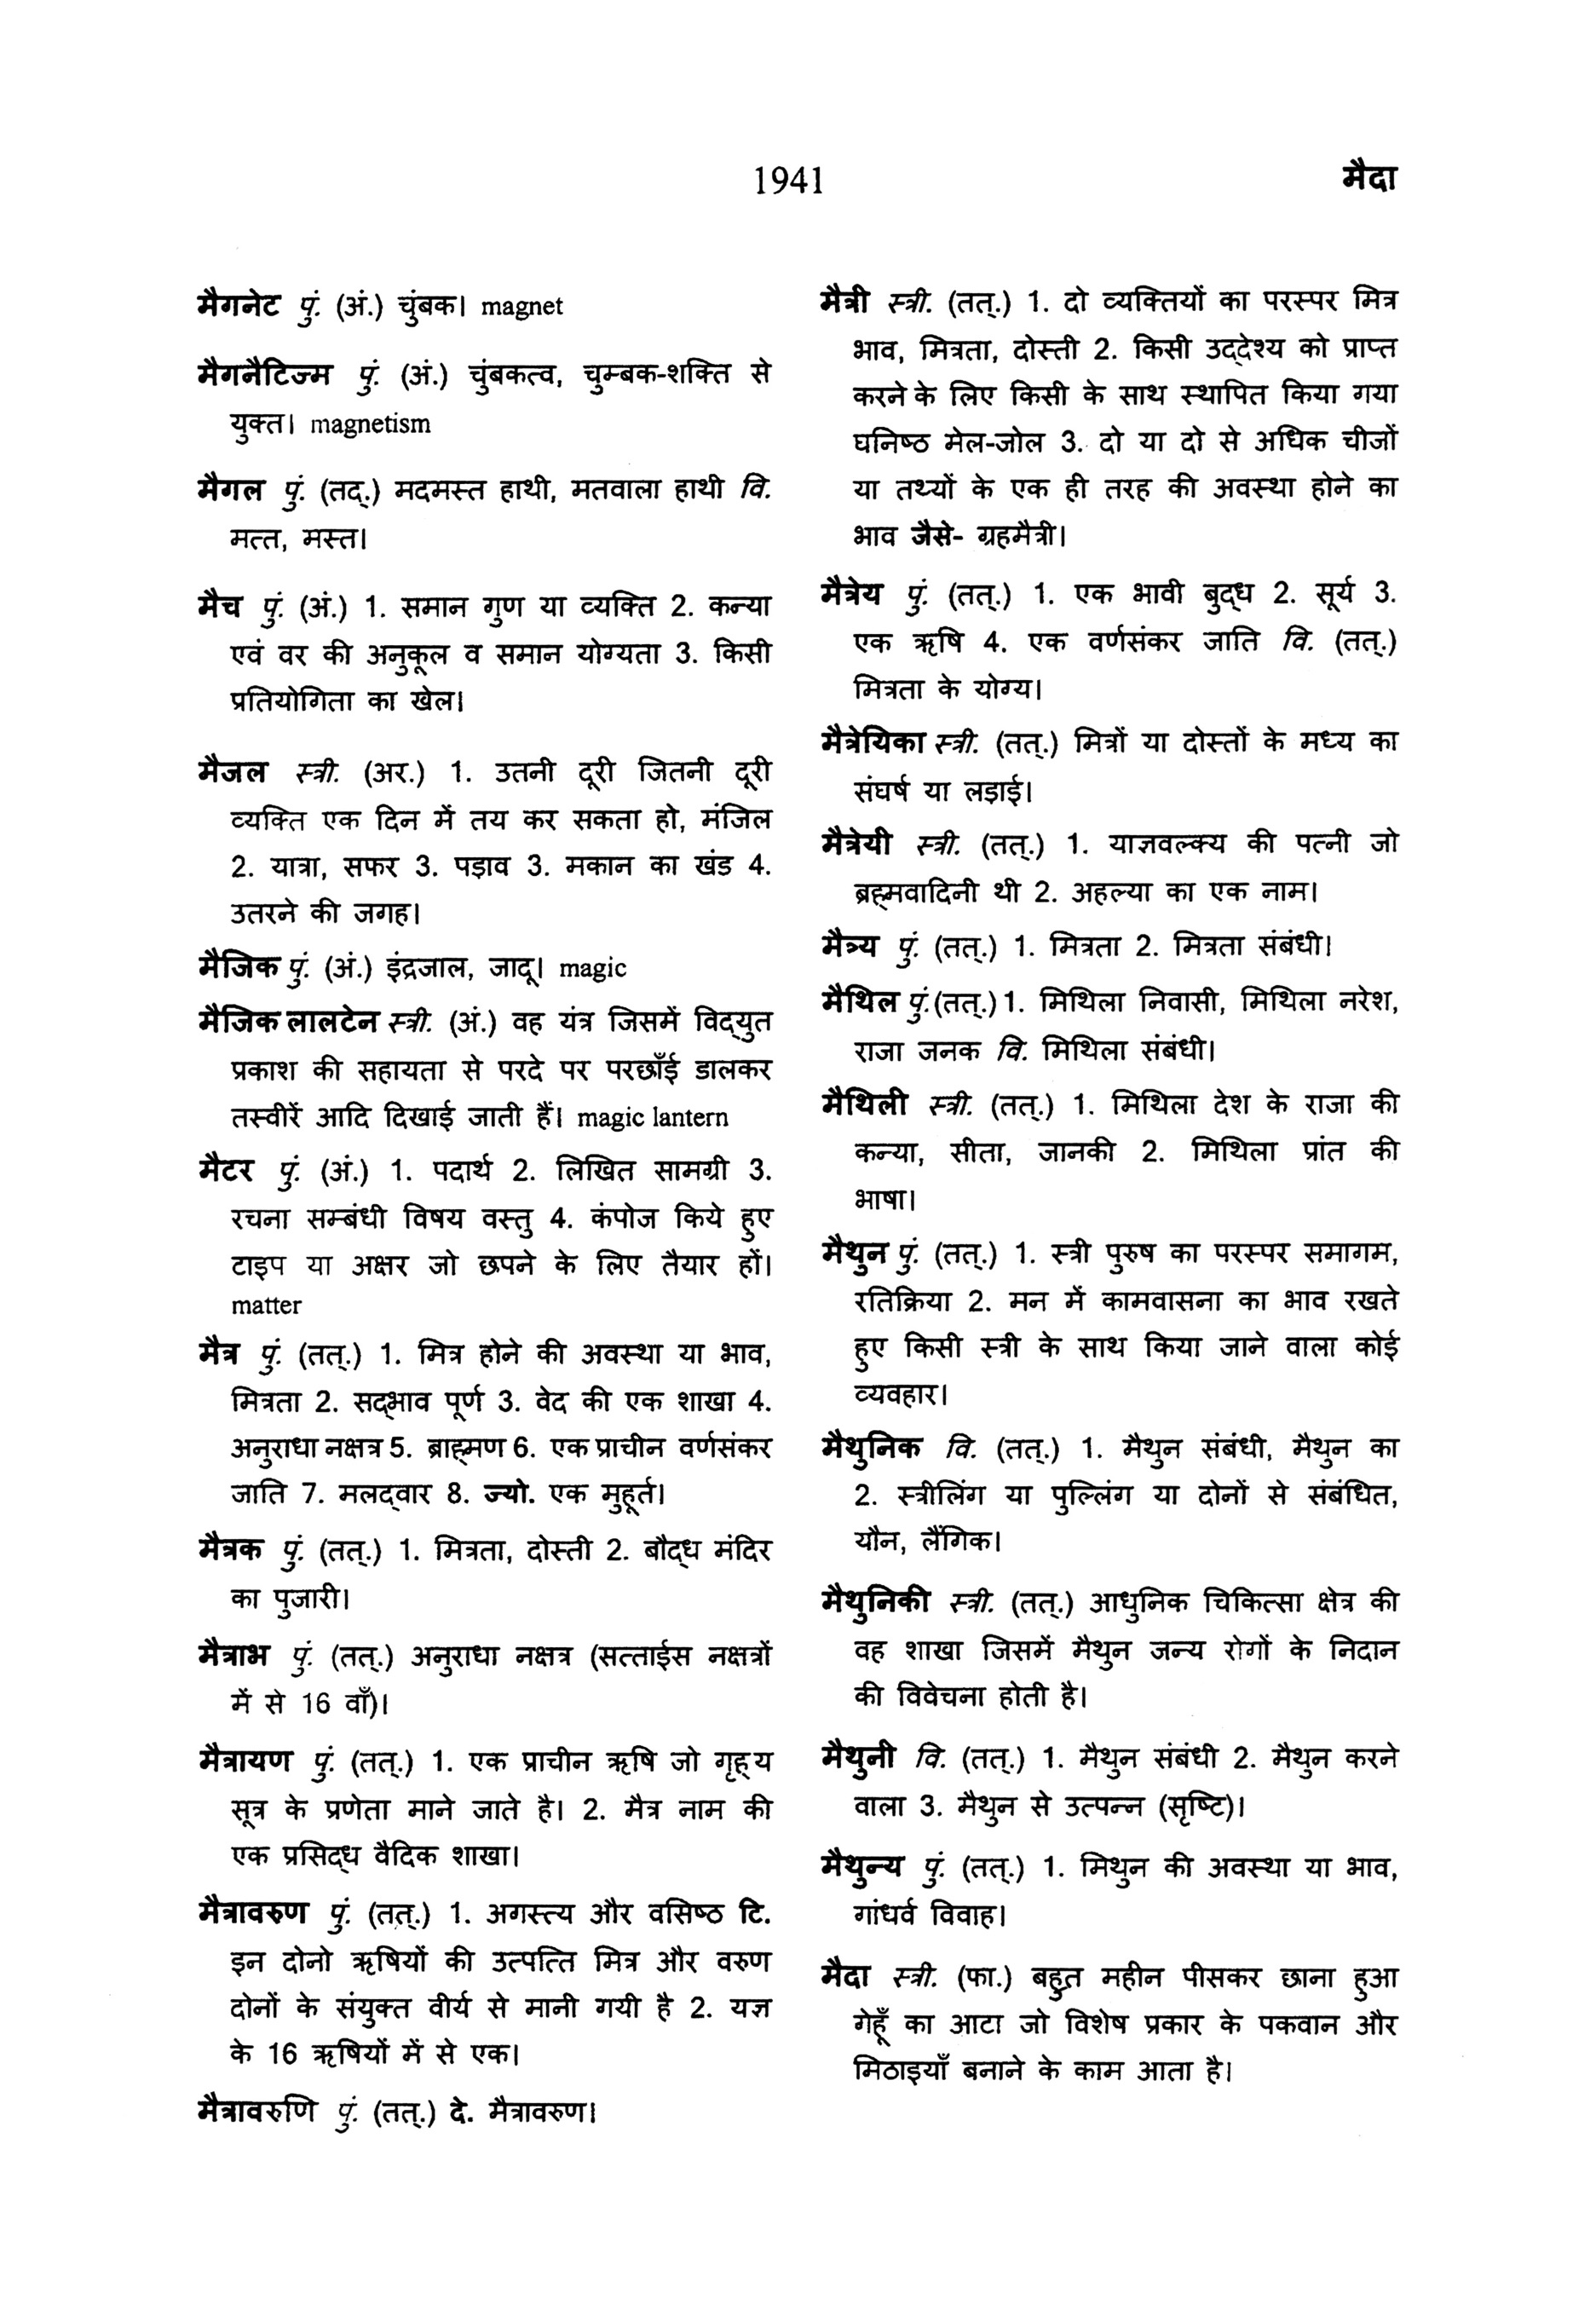 1941
मैदा
मैगनेट पुं. (अं.) चुंबक। magnet
मैगनैटिज्म पुं. (अं.) चुंबकत्व, चुम्बक-शक्ति से
युक्त। magnetism
मैगल पुं. (तद्.) मदमस्त हाथी, मतवाला हाथी वि.
मत्त, मस्त।
मैच पुं. (अं.) 1. समान गुण या व्यक्ति 2. कन्या
एवं वर की अनुकूल व समान योग्यता 3. किसी
प्रतियोगिता का खेल।
मैजल स्त्री. (अर.) 1. उतनी दूरी जितनी दूरी
व्यक्ति एक दिन में तय कर सकता हो, मंजिल
2. यात्रा, सफर 3. पड़ाव 3. मकान का खंड 4.
उतरने की जगह।
मैजिक पुं. (अं.) इंद्रजाल, जादू। magic
मैजिक लालटेन स्त्री. (अं.) वह यंत्र जिसमें विद्‌युत
प्रकाश की सहायता से परदे पर परछाँई डालकर
तस्वीरें आदि दिखाई जाती हैं। magic lantern
मैटर पुं. (अं.) 1. पदार्थ 2. लिखित सामग्री 3.
रचना सम्बंधी विषय वस्तु 4. कंपोज किये हुए
टाइप या अक्षर जो छपने के लिए तैयार हों।
matter
मैत्र पुं. (तत्.) 1. मित्र होने की अवस्था या भाव,
मित्रता 2. सद्‌भाव पूर्ण 3. वेद की एक शाखा 4.
अनुराधा नक्षत्र 5. ब्राह्‌मण 6. एक प्राचीन वर्णसंकर
जाति 7. मलद्‌वार 8. ज्यो. एक मुहूर्त।
मैत्रक पुं. (तत्.) 1. मित्रता, दोस्ती 2. बौद्‌ध मंदिर
का पुजारी।
मैत्राभ पुं. (तत्.) अनुराधा नक्षत्र (सत्ताईस नक्षत्रों
में से 16 वाँ)।
मैत्रायण पुं. (तत्.) 1. एक प्राचीन ऋषि जो गृह्‌य
सूत्र के प्रणेता माने जाते है। 2. मैत्र नाम की
एक प्रसिद्‌ध वैदिक शाखा।
मैत्रावरुण पुं. (तत्.) 1. अगस्त्य और वसिष्ठ टि.
इन दोनो ऋषियों की उत्पत्ति मित्र और वरुण
दोनों के संयुक्त वीर्य से मानी गयी है 2. यज्ञ
के 16 ऋषियों में से एक।
मैत्रावरुणि पुं. (तत्.) दे. मैत्रावरुण।
मैत्री स्त्री. (तत्.) 1. दो व्यक्तियों का परस्पर मित्र
भाव, मित्रता, दोस्ती 2. किसी उद्‌देश्य को प्राप्त
करने के लिए किसी के साथ स्थापित किया गया
घनिष्ठ मेल-जोल 3. दो या दो से अधिक चीजों
या तथ्यों के एक ही तरह की अवस्था होने का
भाव जैसे- ग्रहमैत्री।
मैत्रेय पुं. (तत्.) 1. एक भावी बुद्‌ध 2. सूर्य 3.
एक ऋषि 4. एक वर्णसंकर जाति वि. (तत्.)
मित्रता के योग्य।
मैत्रेयिका स्त्री. (तत्.) मित्रों या दोस्तों के मध्य का
संघर्ष या लड़ाई।
मैत्रेयी स्त्री. (तत्.) 1. याज्ञवल्क्य की पत्नी जो
ब्रह्‌मवादिनी थी 2. अहल्या का एक नाम।
मैत्र्य पुं. (तत्.) 1. मित्रता 2. मित्रता संबंधी।
मैथिल पुं.(तत्.) 1. मिथिला निवासी, मिथिला नरेश,
राजा जनक वि. मिथिला संबंधी।
मैथिली स्त्री. (तत्.) 1. मिथिला देश के राजा की
कन्या, सीता, जानकी 2. मिथिला प्रांत की
भाषा।
मैथुन पुं. (तत्.) 1. स्त्री पुरुष का परस्पर समागम,
रतिक्रिया 2. मन में कामवासना का भाव रखते
हुए किसी स्त्री के साथ किया जाने वाला कोई
व्यवहार।
मैथुनिक वि. (तत्.) 1. मैथुन संबंधी, मैथुन का
2. स्त्रीलिंग या पुल्लिंग या दोनों से संबंधित,
यौन, लैंगिक।
मैथुनिकी स्त्री. (तत्.) आधुनिक चिकित्सा क्षेत्र की
वह शाखा जिसमें मैथुन जन्य रोगों के निदान
की विवेचना होती है।
मैथुनी वि. (तत्.) 1. मैथुन संबंधी 2. मैथुन करने
वाला 3. मैथुन से उत्पन्न (सृष्टि)।
मैथुन्य पुं. (तत्.) 1. मिथुन की अवस्था या भाव,
गांधर्व विवाह।
मैदा स्त्री. (फा.) बहुत महीन पीसकर छाना हुआ
गेहूँ का आटा जो विशेष प्रकार के पकवान और
मिठाइयाँ बनाने के काम आता है।